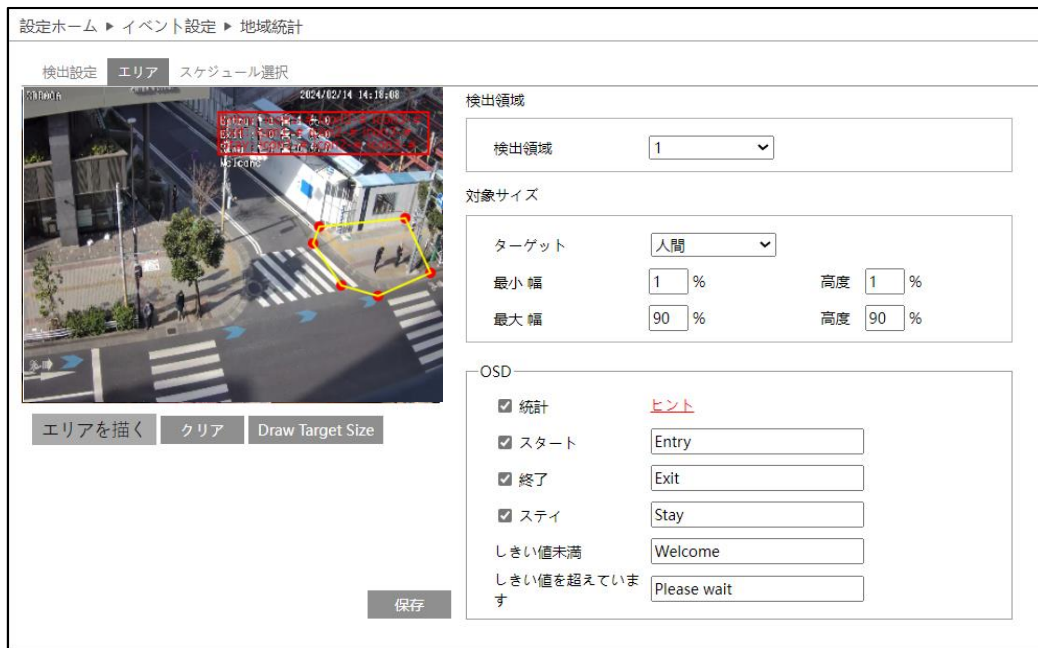 設定ホーム ▶ イベント設定 ▶ 地域統計
検出設定 エリア スケジュール選択
2024/02/14 14:18:08
Welcome
エリアを描く クリア Draw Target Size
検出領域
検出領域 1
対象サイズ
ターゲット 人間
最小 幅 1 % 高度 1 %
最大 幅 90 % 高度 90 %
OSD
統計 ヒント
スタート Entry
終了 Exit
ステイ Stay
しきい値未満 Welcome
しきい値を超えていま
す Please wait
保存